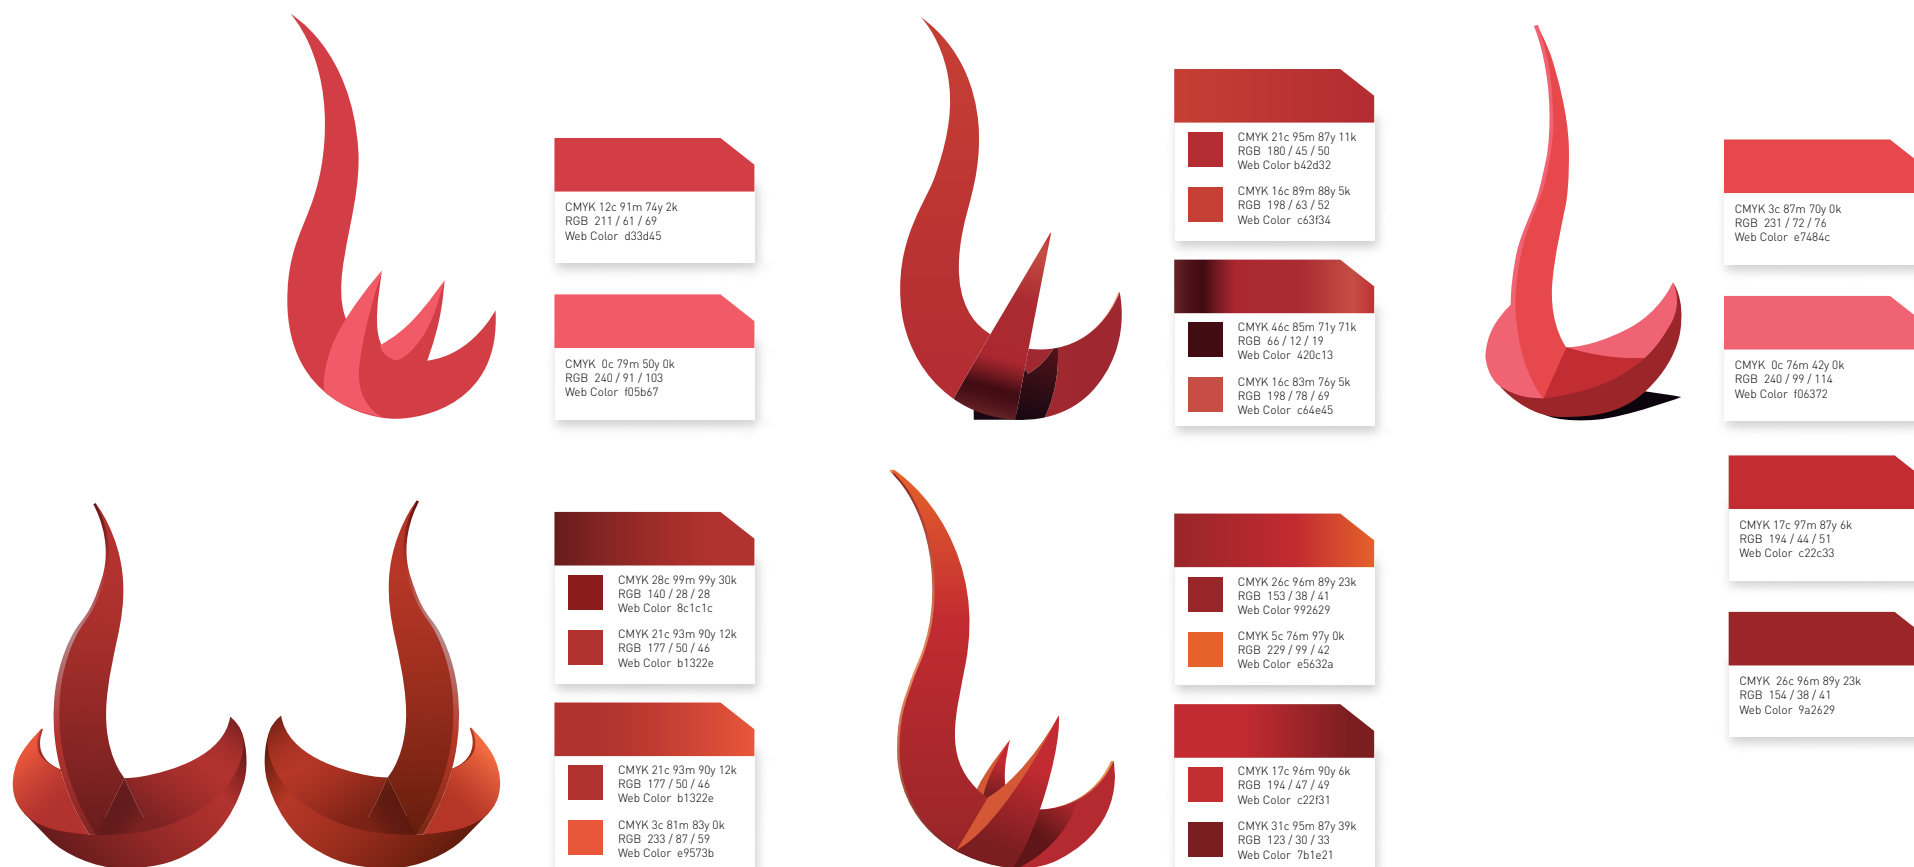 CMYK 12c 91m 74y 2k
RGB 211 / 61 / 69
Web Color d33d45
CMYK 0c 79m 50y 0k
RGB 240 / 91 / 103
Web Color f05b67
CMYK 21c 95m 87y 11k
RGB 180 / 45 / 50
Web Color b42d32
CMYK 16c 89m 88y 5k
RGB 198 / 63 / 52
Web Color c63f34
CMYK 46c 85m 71y 71k
RGB 66 / 12 / 19
Web Color 420c13
CMYK 16c 83m 76y 5k
RGB 198 / 78 / 69
Web Color c64e45
CMYK 3c 87m 70y 0k
RGB 231 / 72 / 76
Web Color e7484c
CMYK 0c 76m 42y 0k
RGB 240 / 99 / 114
Web Color f06372
CMYK 17c 97m 87y 6k
RGB 194 / 44 / 51
Web Color c22c33
CMYK 26c 96m 89y 23k
RGB 154 / 38 / 41
Web Color 9a2629
CMYK 28c 99m 99y 30k
RGB 140 / 28 / 28
Web Color 8c1c1c
CMYK 21c 93m 90y 12k
RGB 177 / 50 / 46
Web Color b1322e
CMYK 21c 93m 90y 12k
RGB 177 / 50 / 46
Web Color b1322e
CMYK 3c 81m 83y 0k
RGB 233 / 87 / 59
Web Color e9573b
CMYK 26c 96m 89y 23k
RGB 153 / 38 / 41
Web Color 992629
CMYK 5c 76m 97y 0k
RGB 229 / 99 / 42
Web Color e5632a
CMYK 17c 96m 90y 6k
RGB 194 / 47 / 49
Web Color c22f31
CMYK 31c 95m 87y 39k
RGB 123 / 30 / 33
Web Color 7b1e21